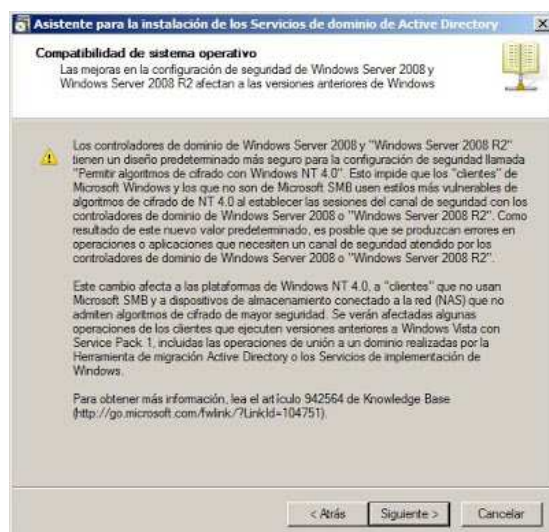 Asistente para la instalación de los Servicios de dominio de Active Directory
Compatibilidad de sistema operativo
Las mejoras en la configuración de seguridad de Windows Server 2008 y
Windows Server 2008 R2 afectan a las versiones anteriores de Windows
Los controladores de dominio de Windows Server 2008 y "Windows Server 2008 R2"
tienen un diseño predeterminado más seguro para la configuración de seguridad llamada
"Permitir algoritmos de cifrado con Windows NT 4.0". Esto impide que los "clientes" de
Microsoft Windows y los que no son de Microsoft SMB usen estilos más vulnerables de
algoritmos de cifrado de NT 4.0 al establecer las sesiones del canal de seguridad con los
controladores de dominio de Windows Server 2008 o "Windows Server 2008 R2". Como
resultado de este nuevo valor predeterminado, es posible que se produzcan errores en
operaciones o aplicaciones que necesiten un canal de seguridad atendido por los
controladores de dominio de Windows Server 2008 o "Windows Server 2008 R2".
Este cambio afecta a las plataformas de Windows NT 4.0, a "clientes" que no usan
Microsoft SMB y a dispositivos de almacenamiento conectado a la red (NAS) que no
admiten algoritmos de cifrado de mayor seguridad. Se verán afectadas algunas
operaciones de los clientes que ejecuten versiones anteriores a Windows Vista con
Service Pack 1, incluidas las operaciones de unión a un dominio realizadas por la
Herramienta de migración Active Directory o los Servicios de implementación de
Windows.
Para obtener más información, lea el artículo 942564 de Knowledge Base
(http://go.microsoft.com/fwlink/?LinkId=104751).
< Atrás Siguiente > Cancelar